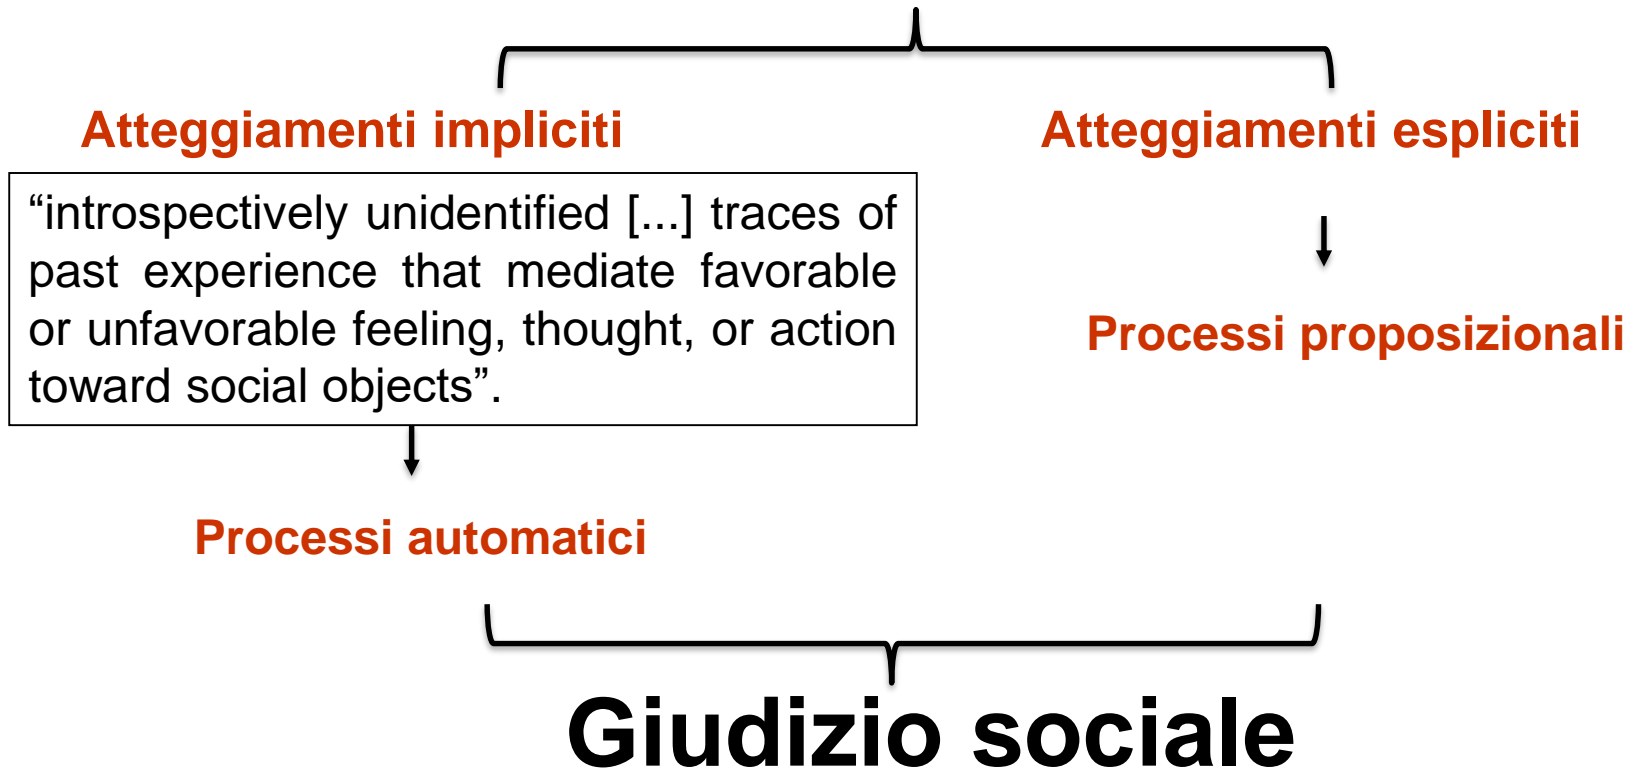 Atteggiamenti impliciti
Atteggiamenti espliciti
“introspectively unidentified [...] traces of
past experience that mediate favorable
or unfavorable feeling, thought, or action
toward social objects”.
Processi proposizionali
Processi automatici
Giudizio sociale